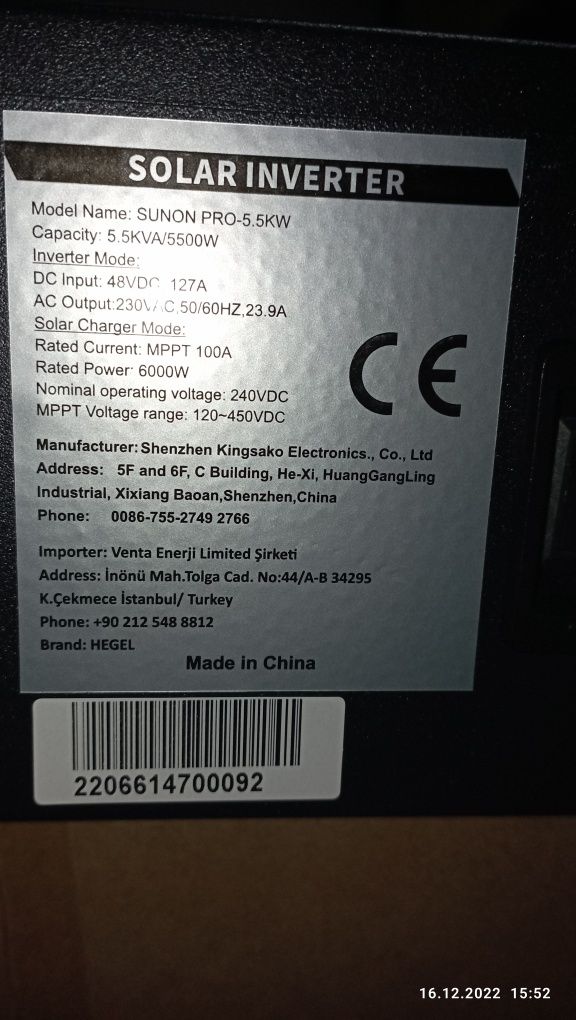 SOLAR INVERTER
Model Name: SUNON PRO-5.5KW
Capacity: 5.5KVA/5500W
Inverter Mode:
DC Input: 48VDC 127A
AC Output:230VAC,50/60HZ,23.9A
Solar Charger Mode:
Rated Current: MPPT 100A
Rated Power 6000W
Nominal operating voltage: 240VDC
MPPT Voltage range: 120~450VDC
CE
Manufacturer: Shenzhen Kingsako Electronics., Co., Ltd
Address: 5F and 6F, C Building, He-Xi, HuangGangLing
Industrial, Xixiang Baoan,Shenzhen,China
Phone: 0086-755-2749 2766
Importer: Venta Enerji Limited Şirketi
Address: İnönü Mah.Tolga Cad. No:44/A-B 34295
K.Çekmece İstanbul/ Turkey
Phone: +90 212 548 8812
Brand: HEGEL
Made in China
2206614700092
16.12.2022 15:52